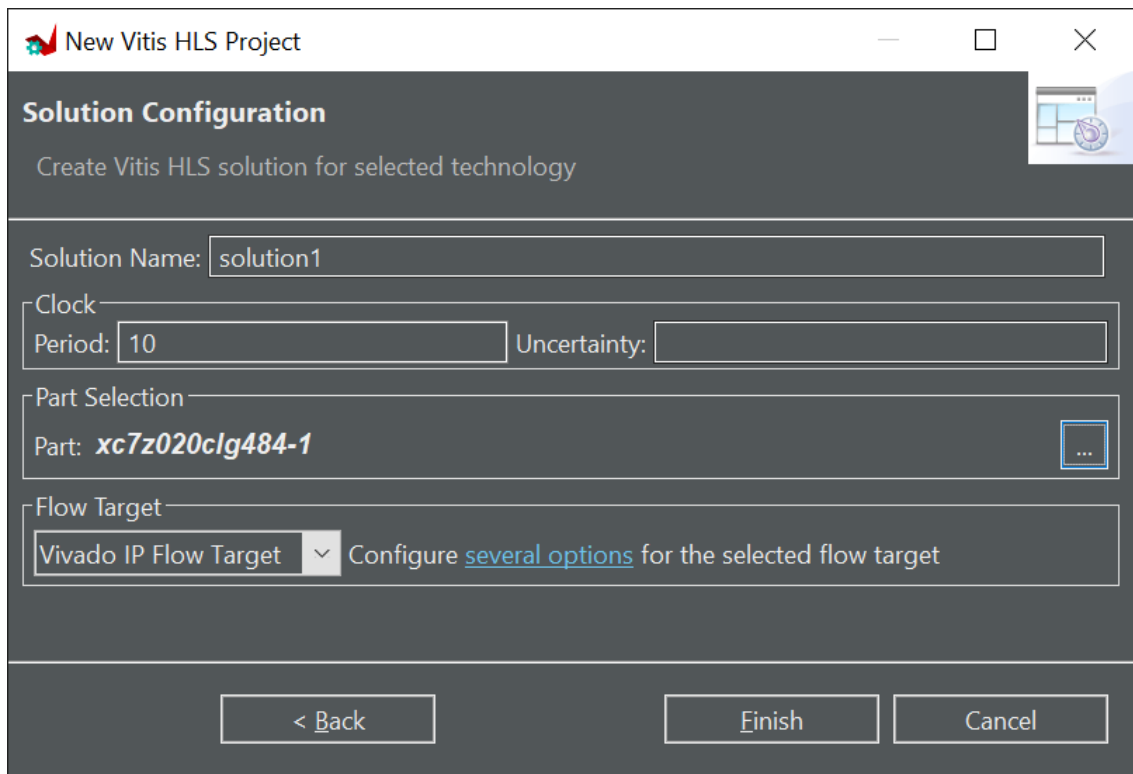 New Vitis HLS Project
Solution Configuration
Create Vitis HLS solution for selected technology
Solution Name: solution1
Clock
Period: 10 Uncertainty:
Part Selection
Part: xc7z020clg484-1 ...
Flow Target
Vivado IP Flow Target Configure several options for the selected flow target
< Back Finish Cancel